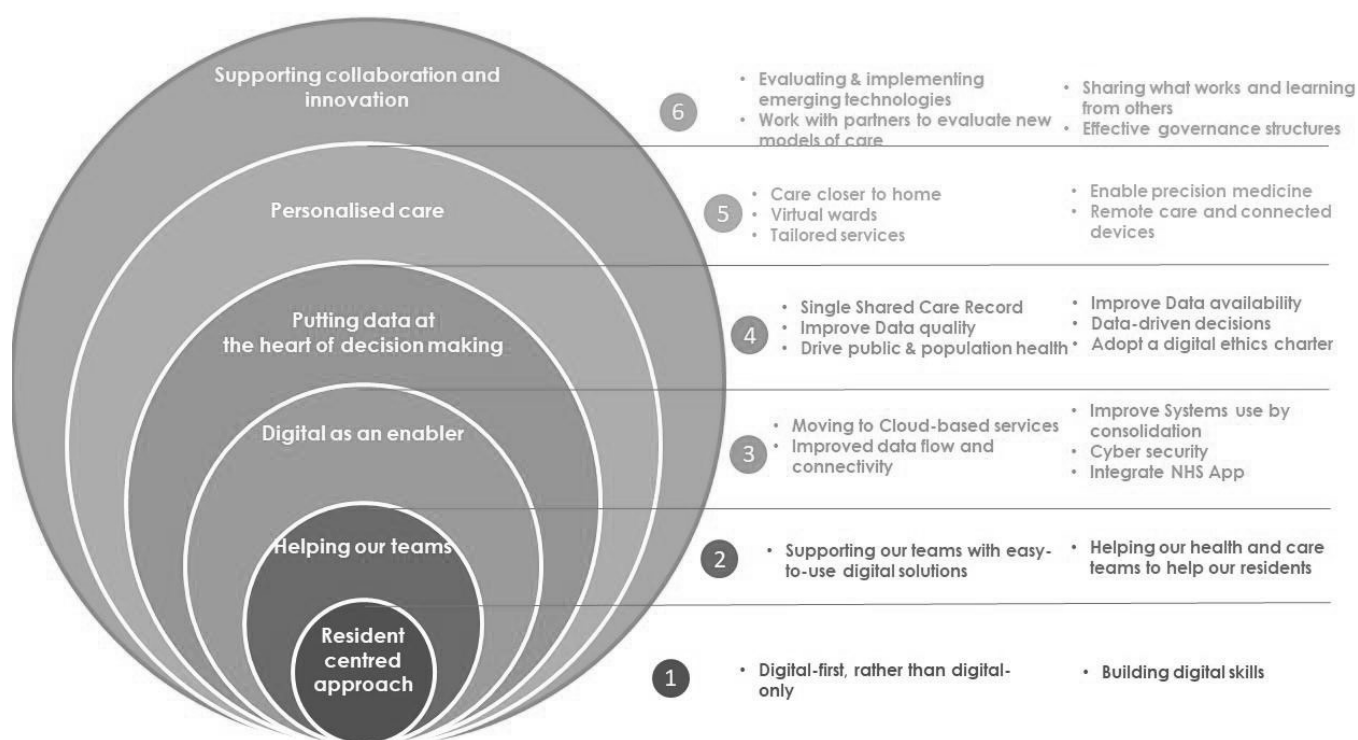 Supporting collaboration and
innovation
6
• Evaluating & implementing
emerging technologies
• Work with partners to evaluate new
models of care
• Sharing what works and learning
from others
• Effective governance structures
Personalised care
5
• Care closer to home
• Virtual wards
• Tailored services
• Enable precision medicine
• Remote care and connected
devices
Putting data at
the heart of decision making
4
• Single Shared Care Record
• Improve Data quality
• Drive public & population health
• Improve Data availability
• Data-driven decisions
• Adopt a digital ethics charter
Digital as an enabler
3
• Moving to Cloud-based services
• Improved data flow and
connectivity
• Improve Systems use by
consolidation
• Cyber security
• Integrate NHS App
Helping our teams
2
• Supporting our teams with easy-
to-use digital solutions
• Helping our health and care
teams to help our residents
Resident
centred
approach
1
• Digital-first, rather than digital-
only
• Building digital skills